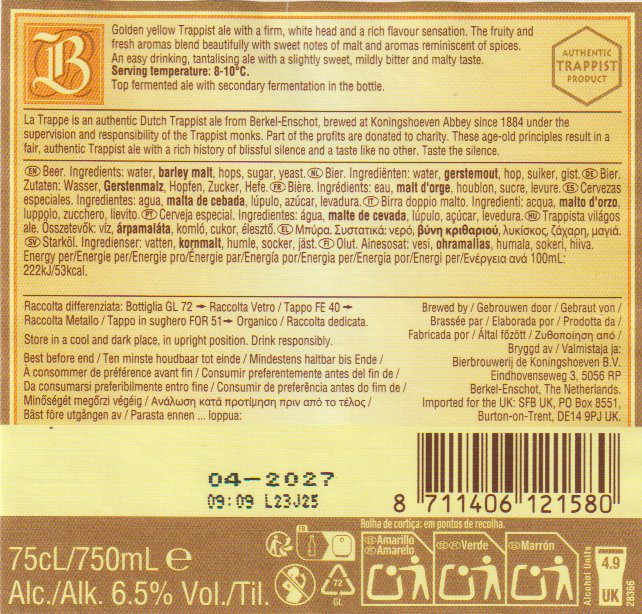 B
Golden yellow Trappist ale with a firm, white head and a rich flavour sensation. The fruity and
fresh aromas blend beautifully with sweet notes of malt and aromas reminiscent of spices.
An easy drinking, tantalising ale with a slightly sweet, mildly bitter and malty taste.
Serving temperature: 8-10°C.
Top fermented ale with secondary fermentation in the bottle.
AUTHENTIC
TRAPPIST
PRODUCT
La Trappe is an authentic Dutch Trappist ale from Berkel-Enschot, brewed at Koningshoeven Abbey since 1884 under the
supervision and responsibility of the Trappist monks. Part of the profits are donated to charity. These age-old principles result in a
fair, authentic Trappist ale with a rich history of blissful silence and a taste like no other. Taste the silence.
EN Beer. Ingredients: water, barley malt, hops, sugar, yeast. NL Bier. Ingrediënten: water, gerstemout, hop, suiker, gist. DE Bier.
Zutaten: Wasser, Gerstenmalz, Hopfen, Zucker, Hefe. FR Bière. Ingrédients: eau, malt d'orge, houblon, sucre, levure. ES Cervezas
especiales. Ingredientes: agua, malta de cebada, lúpulo, azúcar, levadura. IT Birra doppio malto. Ingredienti: acqua, malto d'orzo,
luppplo, zucchero, lievito. PT Cerveja especial. Ingredientes: água, malte de cevada, lúpulo, açúcar, levedura. HU Trappista világos
ale. Összetevők: víz, árpamaláta, komló, cukor, élesztő. EL Μπύρα. Συστατικά: νερό, βύνη κριθαριού, λυκίσκος, ζάχαρη, μαγιά.
SV Starköl. Ingredienser: vatten, kornmalt, humle, socker, jäst. FI Olut. Ainesosat: vesi, ohramallas, humala, sokeri, hiiva.
Energy per/Energie per/Energie pro/Énergie par/Energía por/Energia per/Energia por/Energi per/Ενέργεια ανά 100mL:
222kJ/53kcal.
Raccolta differenziata: Bottiglia GL 72 → Raccolta Vetro / Tappo FE 40 →
Raccolta Metallo / Tappo in sughero FOR 51→ Organico / Raccolta dedicata.
Store in a cool and dark place, in upright position. Drink responsibly.
Best before end / Ten minste houdbaar tot einde / Mindestens haltbar bis Ende /
À consommer de préférence avant fin / Consumir preferentemente antes del fin de /
Da consumarsi preferibilmente entro fine / Consumir de preferência antes do fim de /
Minőségét megőrzi végéig / Ανάλωση κατά προτίμηση πριν από το τέλος /
Bäst före utgången av / Parasta ennen ... loppua:
Brewed by / Gebrouwen door / Gebraut von /
Brassée par / Elaborada por / Prodotta da /
Fabricada por / Által főzött / Ζυθοποίηση από /
Bryggd av / Valmistaja ja:
Bierbrouwerij de Koningshoeven B.V.
Eindhovenseweg 3, 5056 RP
Berkel-Enschot, The Netherlands.
Imported for the UK: SFB UK, PO Box 8551,
Burton-on-Trent, DE14 9PJ UK.
04-2027
09:09 L23J25
8 711406 121580
Rolha de cortiça: em pontos de recolha.
75cL/750mL e
Alc./Alk. 6.5% Vol./Til.
FR
72
GL
ES Amarillo
PT Amarelo
ES PT Verde
ES PT Marrón
Alcohol Units
4.9
UK
28366